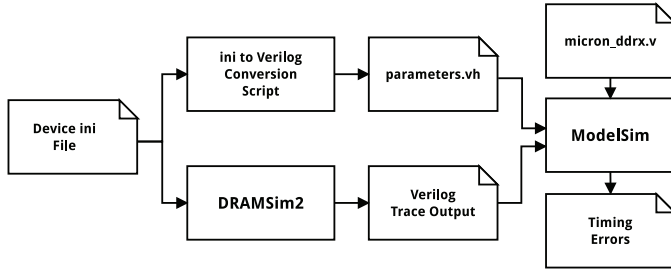 Device ini
File
ini to Verilog
Conversion
Script
DRAMSim2
parameters.vh
Verilog
Trace Output
micron_ddrx.v
ModelSim
Timing
Errors